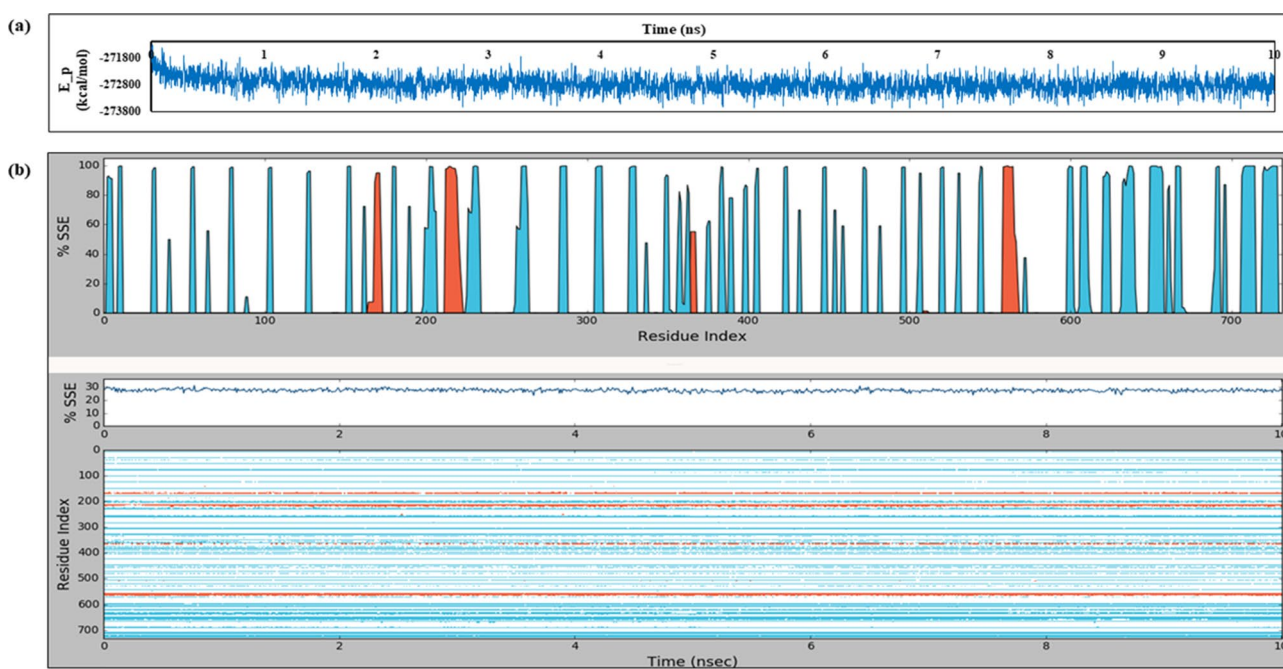 (a)
Time (ns)
0 1 2 3 4 5 6 7 8 9 10
E_p
(kcal/mol)
-271800
-272800
-273800
(b)
% SSE
100
80
60
40
20
0
0 100 200 300 400 500 600 700
Residue Index
% SSE
30
20
10
0
0 2 4 6 8 10
Residue Index
0
100
200
300
400
500
600
700
0 2 4 6 8 10
Time (nsec)